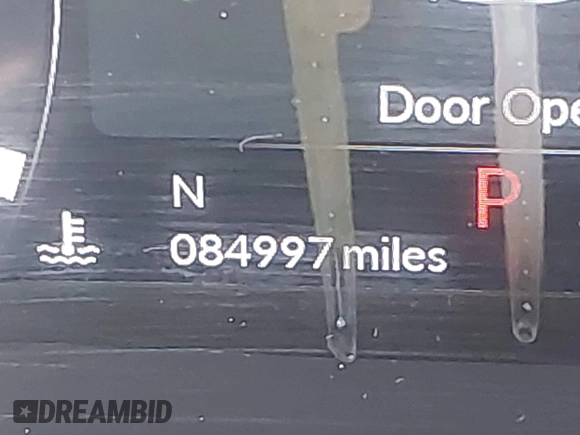 Door Ope
N
P
084997 miles
DREAMBID